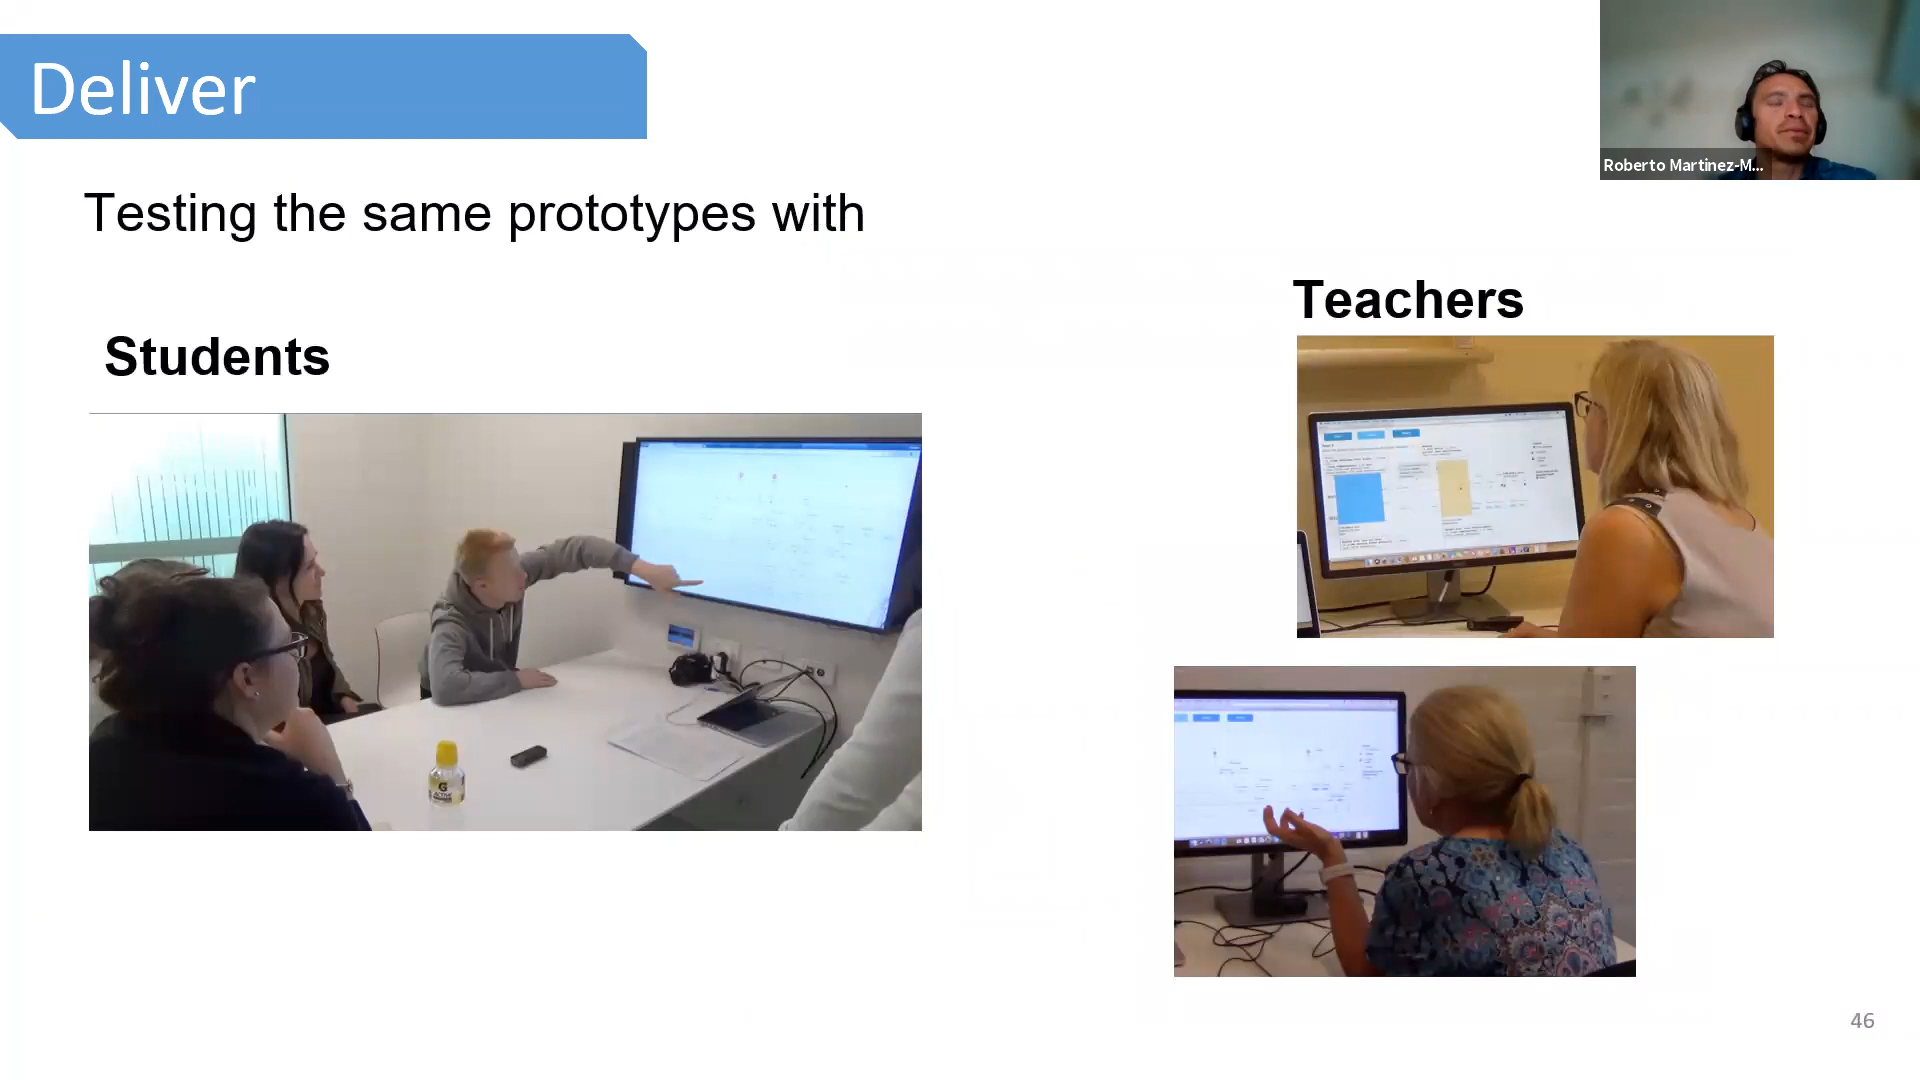 Deliver
Roberto Martinez-M...
Testing the same prototypes with
Teachers
Students
G
46